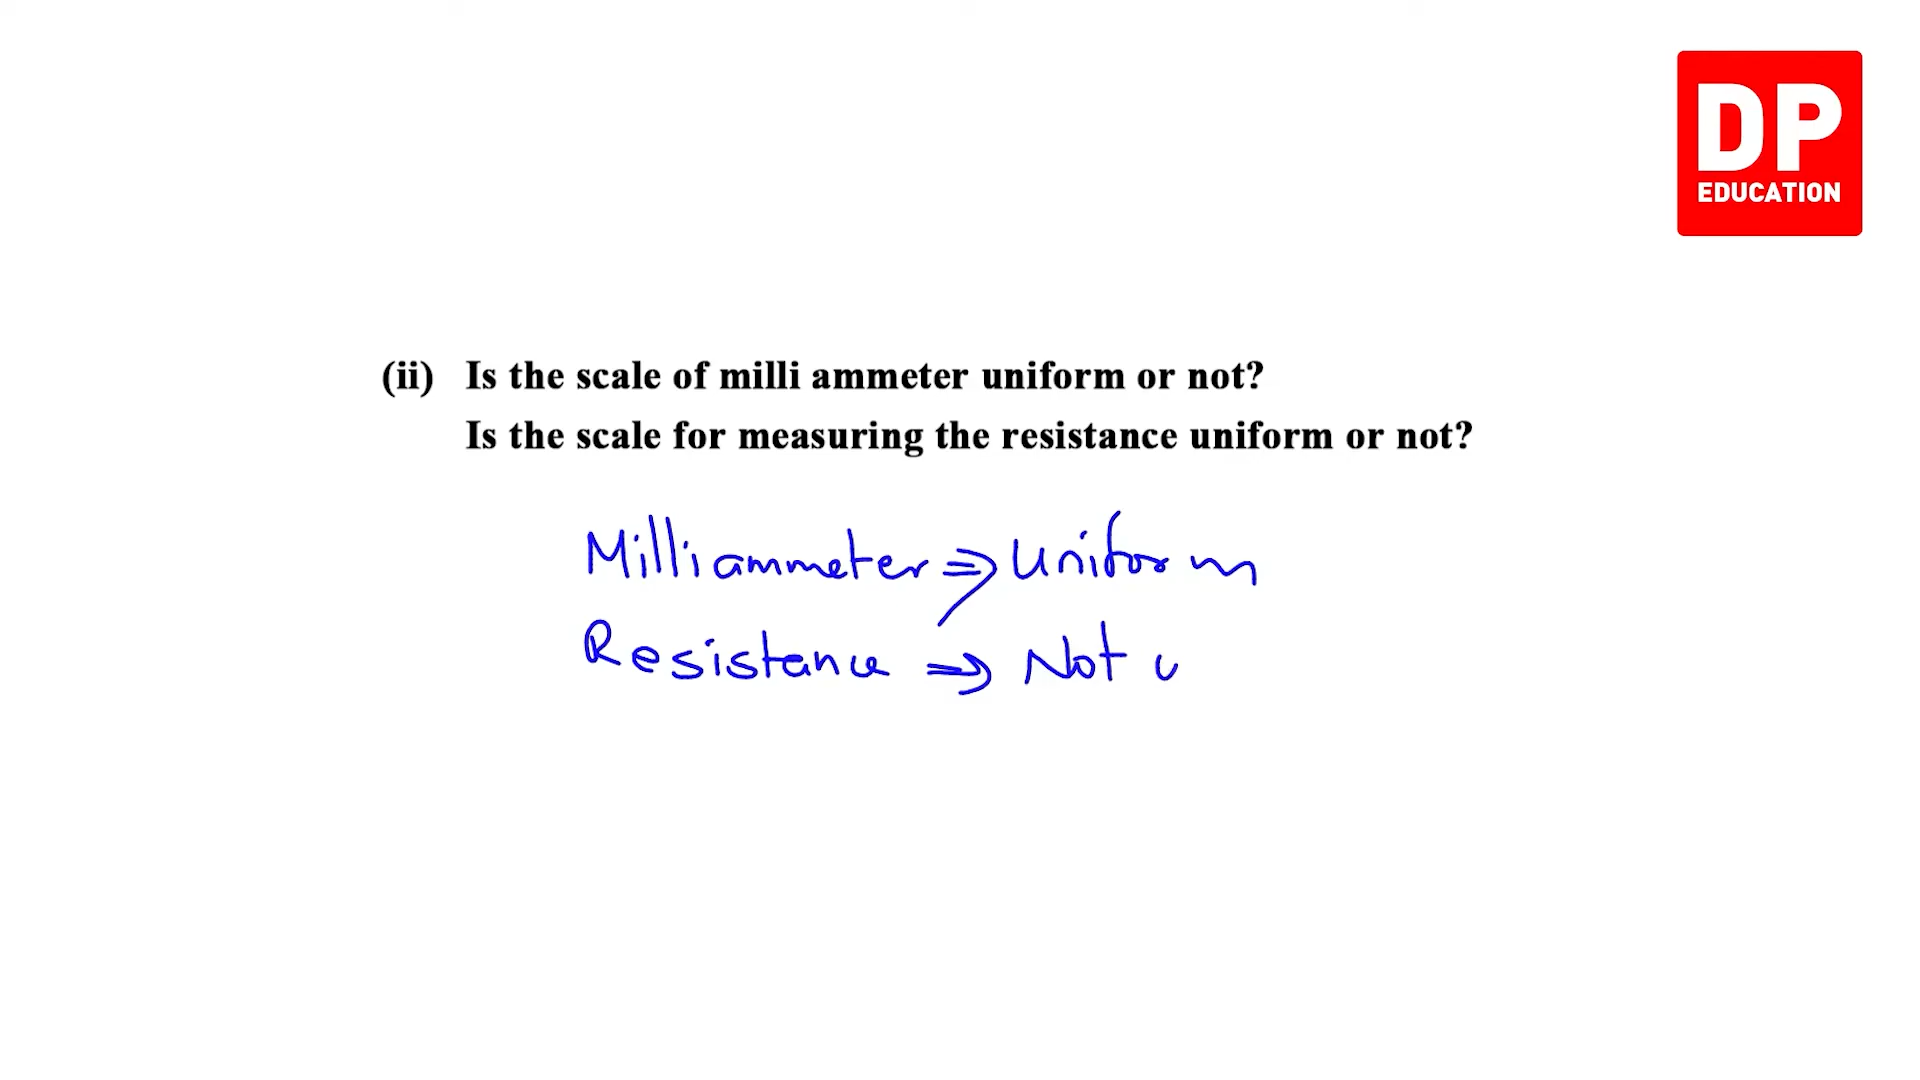 DP
EDUCATION
(ii) Is the scale of milli ammeter uniform or not?
Is the scale for measuring the resistance uniform or not?
Milliammeter ⇒ Uniform
Resistance ⇒ Not u